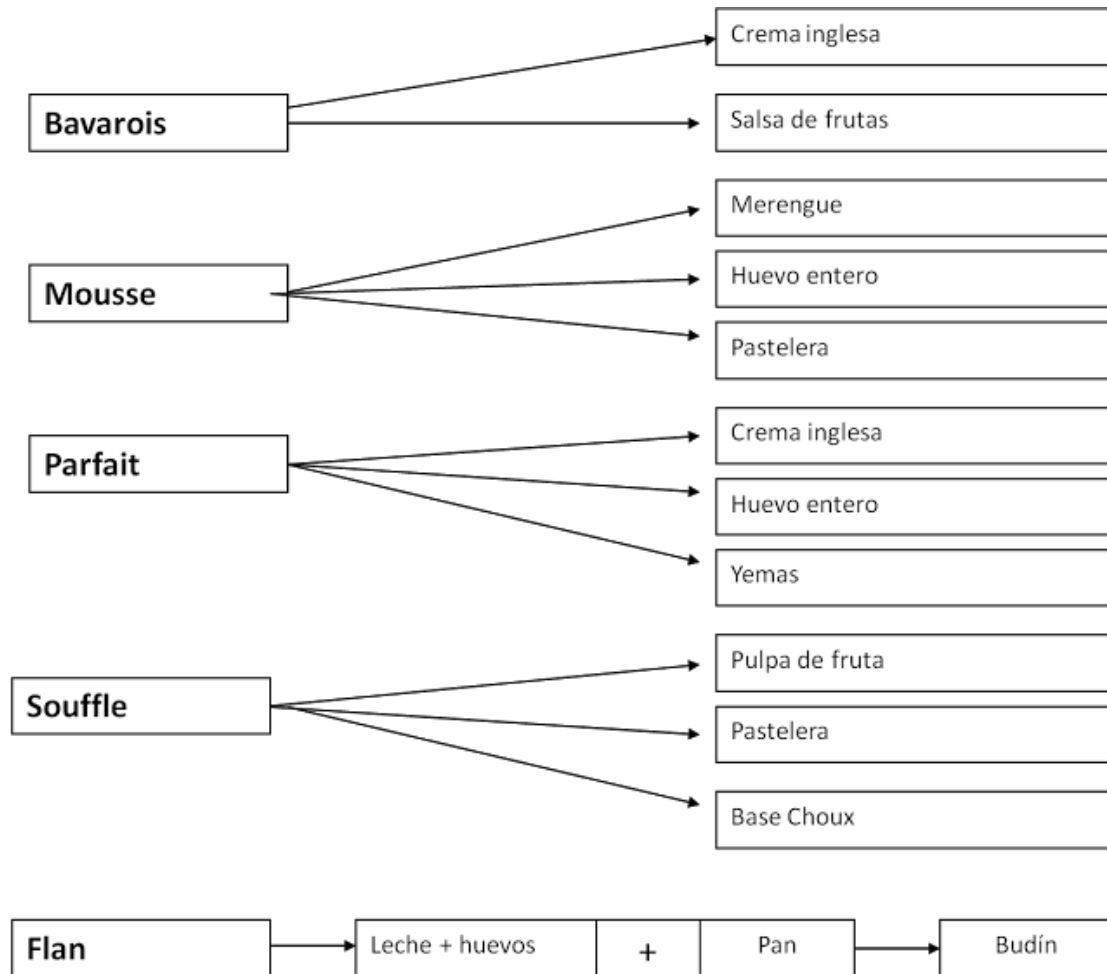 Crema inglesa
Bavarois
Salsa de frutas
Merengue
Mousse
Huevo entero
Pastelera
Parfait
Crema inglesa
Huevo entero
Yemas
Souffle
Pulpa de fruta
Pastelera
Base Choux
Flan
Leche + huevos
+
Pan
Budín